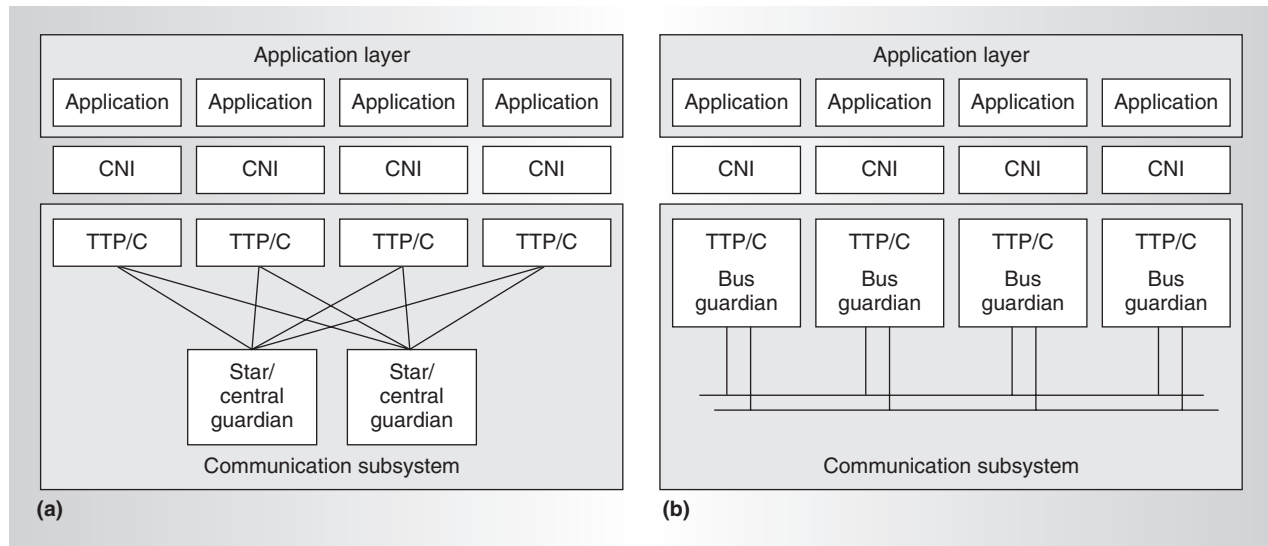 Application layer
Application Application Application Application
CNI CNI CNI CNI
TTP/C TTP/C TTP/C TTP/C
Star/
central
guardian
Star/
central
guardian
Communication subsystem
(a)
Application layer
Application Application Application Application
CNI CNI CNI CNI
TTP/C
Bus
guardian
TTP/C
Bus
guardian
TTP/C
Bus
guardian
TTP/C
Bus
guardian
Communication subsystem
(b)